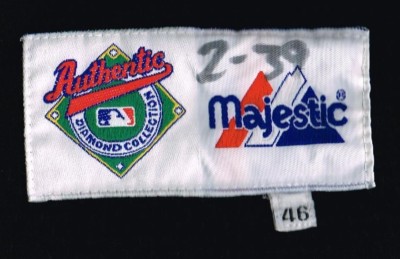 Authentic
DIAMOND COLLECTION
2-39
Majestic®
46